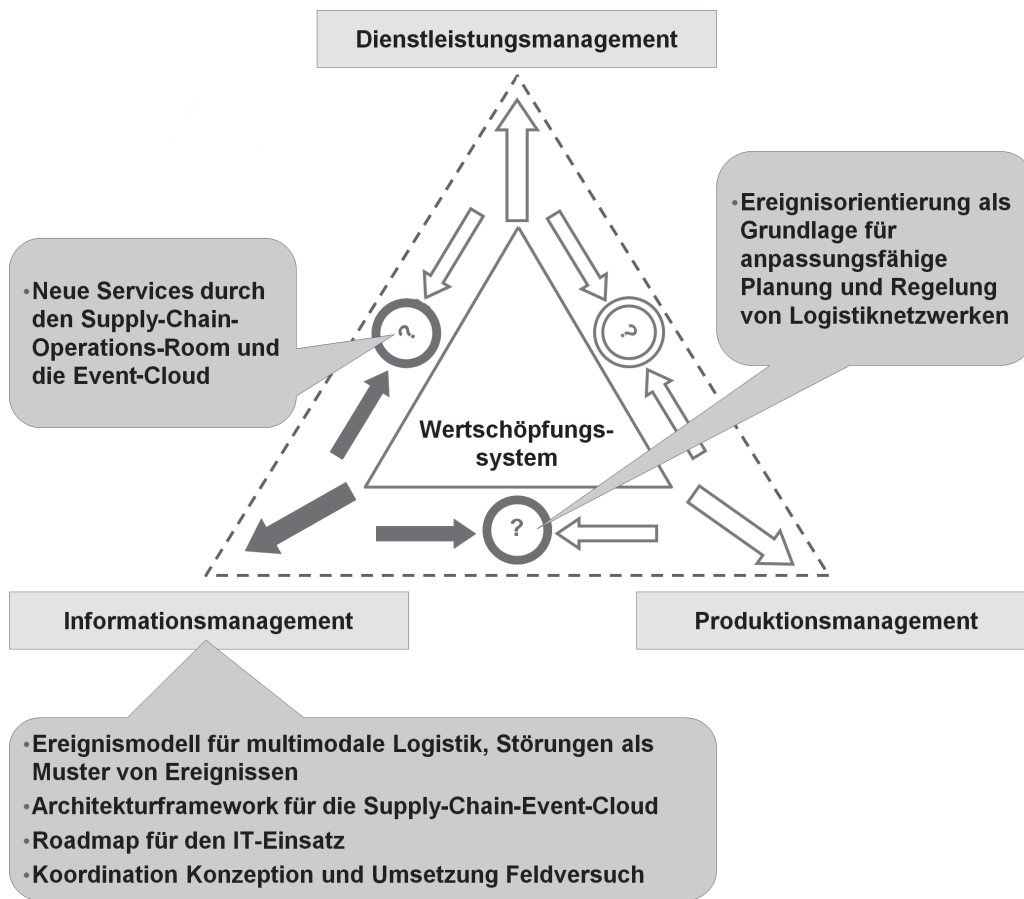 Dienstleistungsmanagement
•Ereignisorientierung als
Grundlage für
anpassungsfähige
Planung und Regelung
von Logistiknetzwerken
•Neue Services durch
den Supply-Chain-
Operations-Room und
die Event-Cloud
?
?
Wertschöpfungs-
system
?
Informationsmanagement
Produktionsmanagement
•Ereignismodell für multimodale Logistik, Störungen als
Muster von Ereignissen
•Architekturframework für die Supply-Chain-Event-Cloud
•Roadmap für den IT-Einsatz
•Koordination Konzeption und Umsetzung Feldversuch